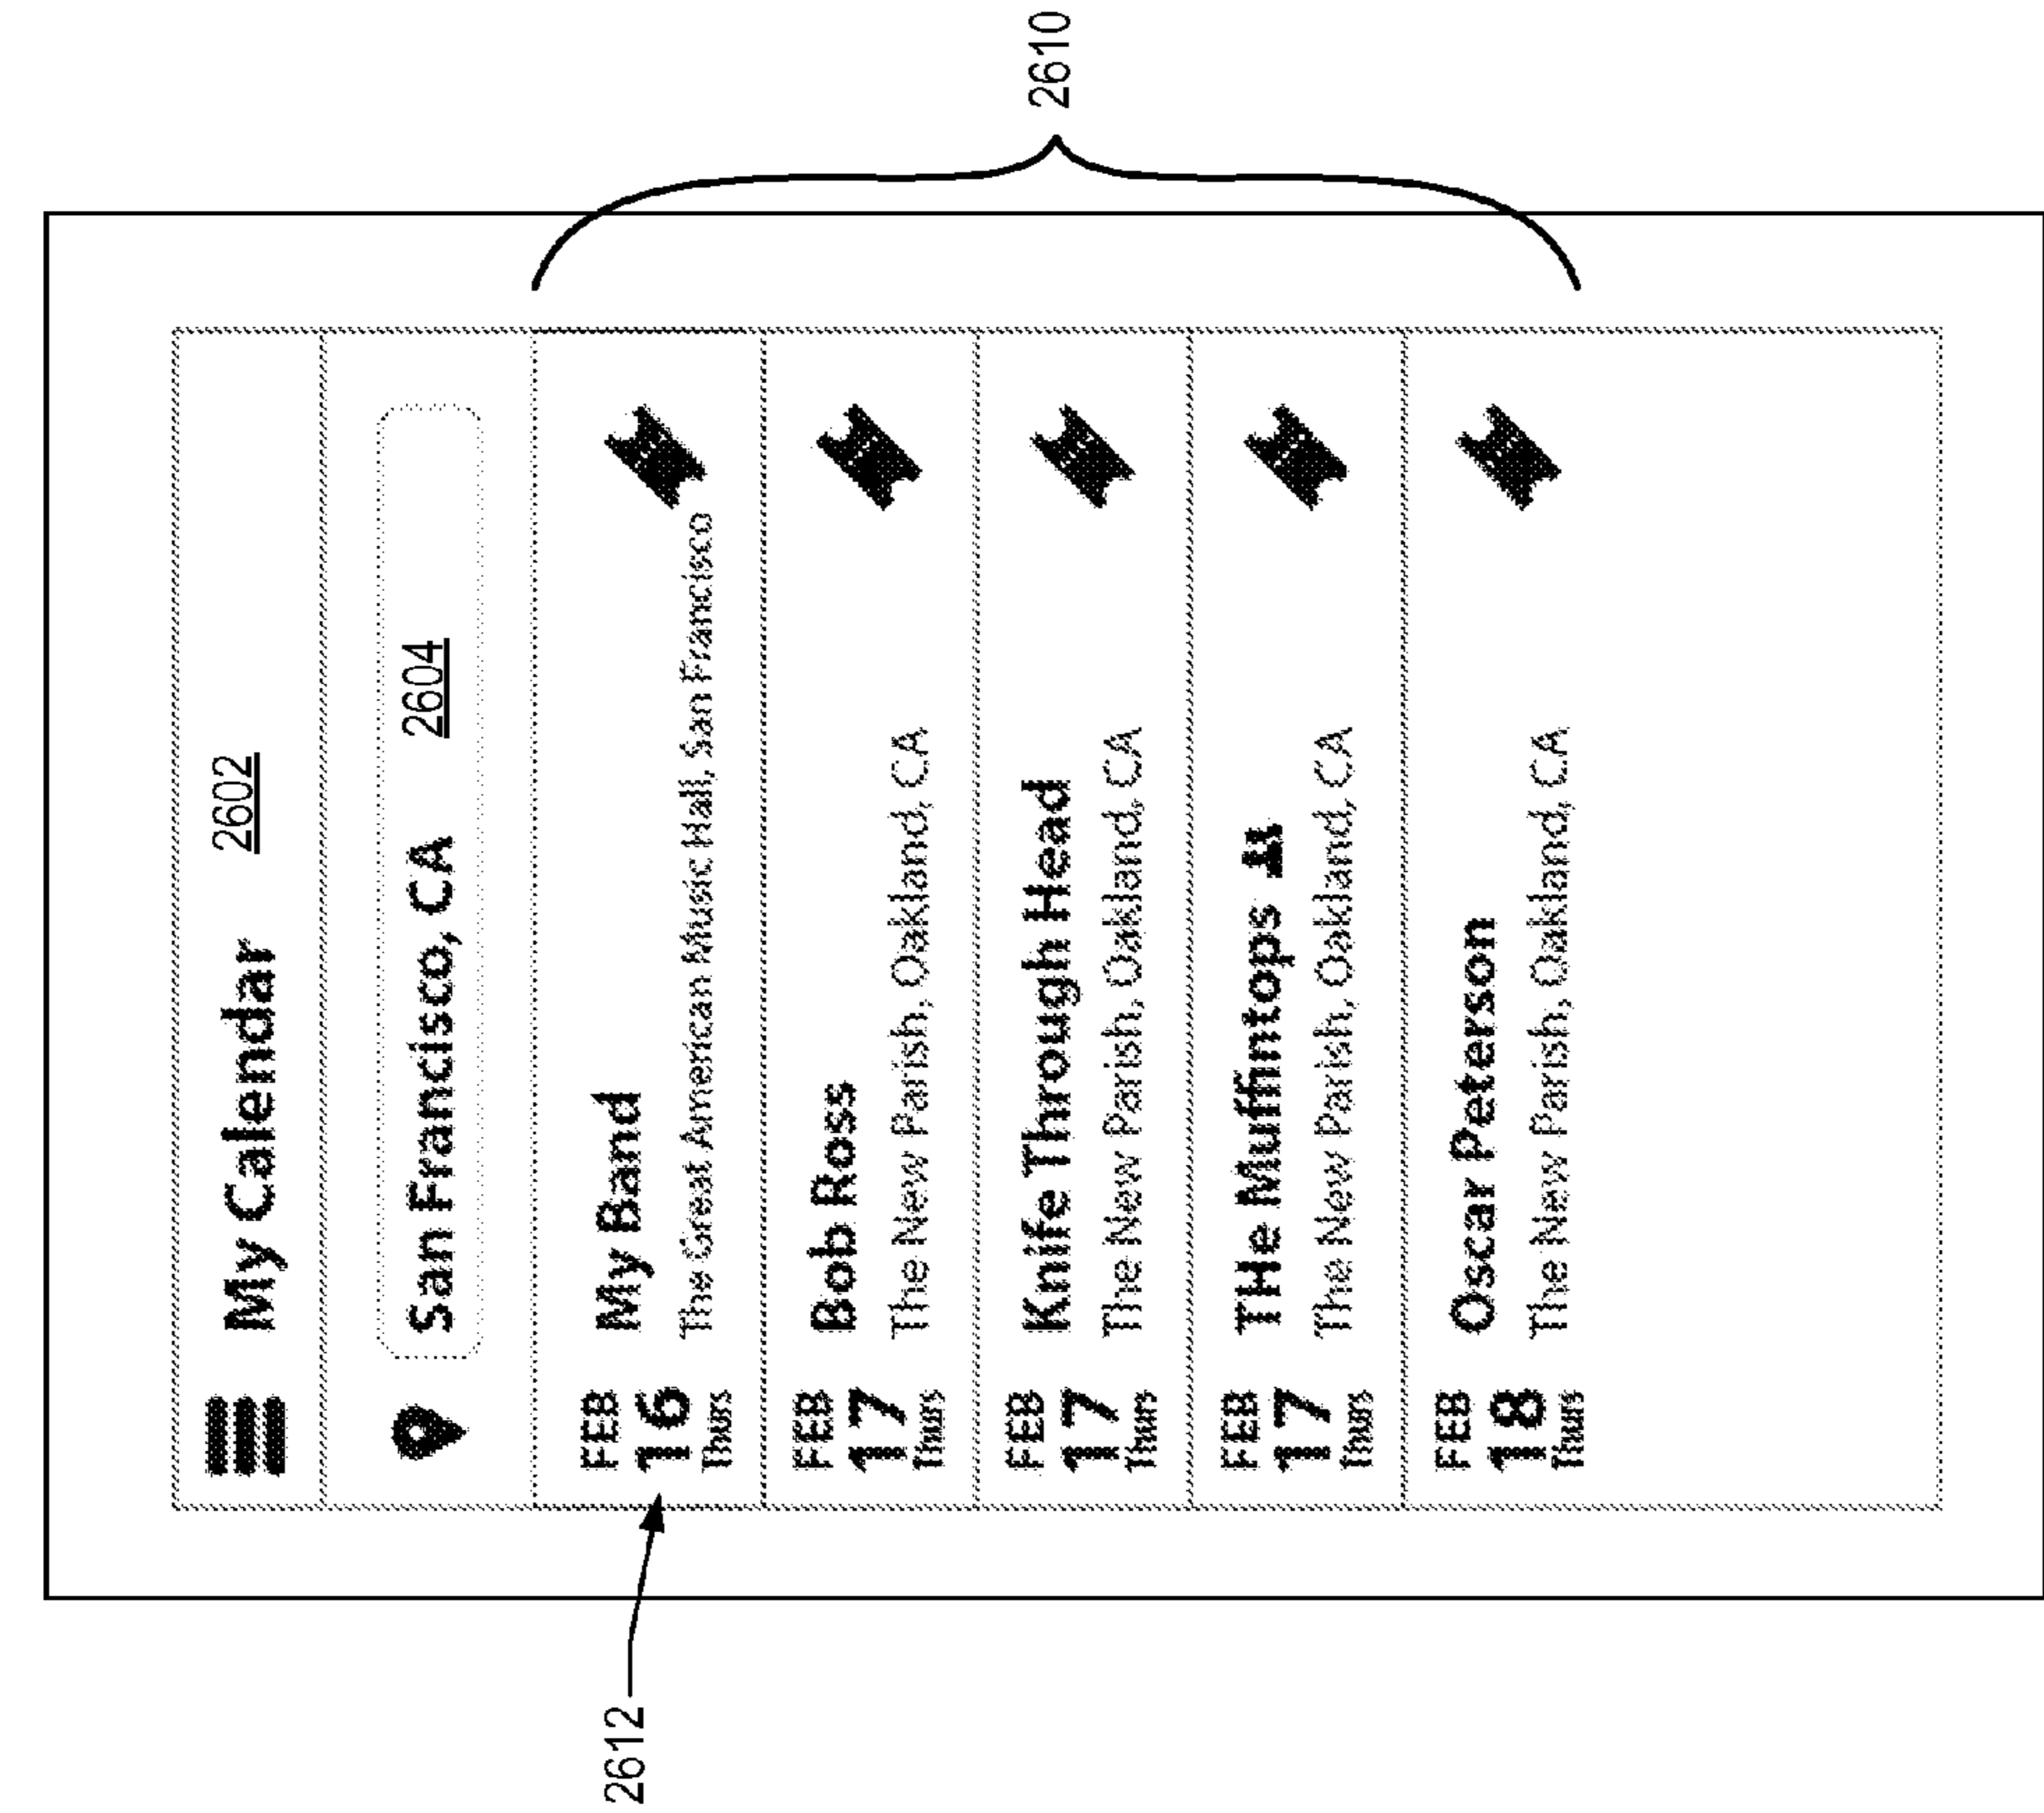 My Calendar 2602
San Francisco, CA 2604
FEB
16
Thurs
My Band
The Great American Music Hall, San Francisco
FEB
17
Thurs
Bob Ross
The New Parish, Oakland, CA
FEB
17
Thurs
Knife Through Head
The New Parish, Oakland, CA
FEB
17
Thurs
THe Muffintops
The New Parish, Oakland, CA
FEB
18
Thurs
Oscar Peterson
The New Parish, Oakland, CA
2612
2610